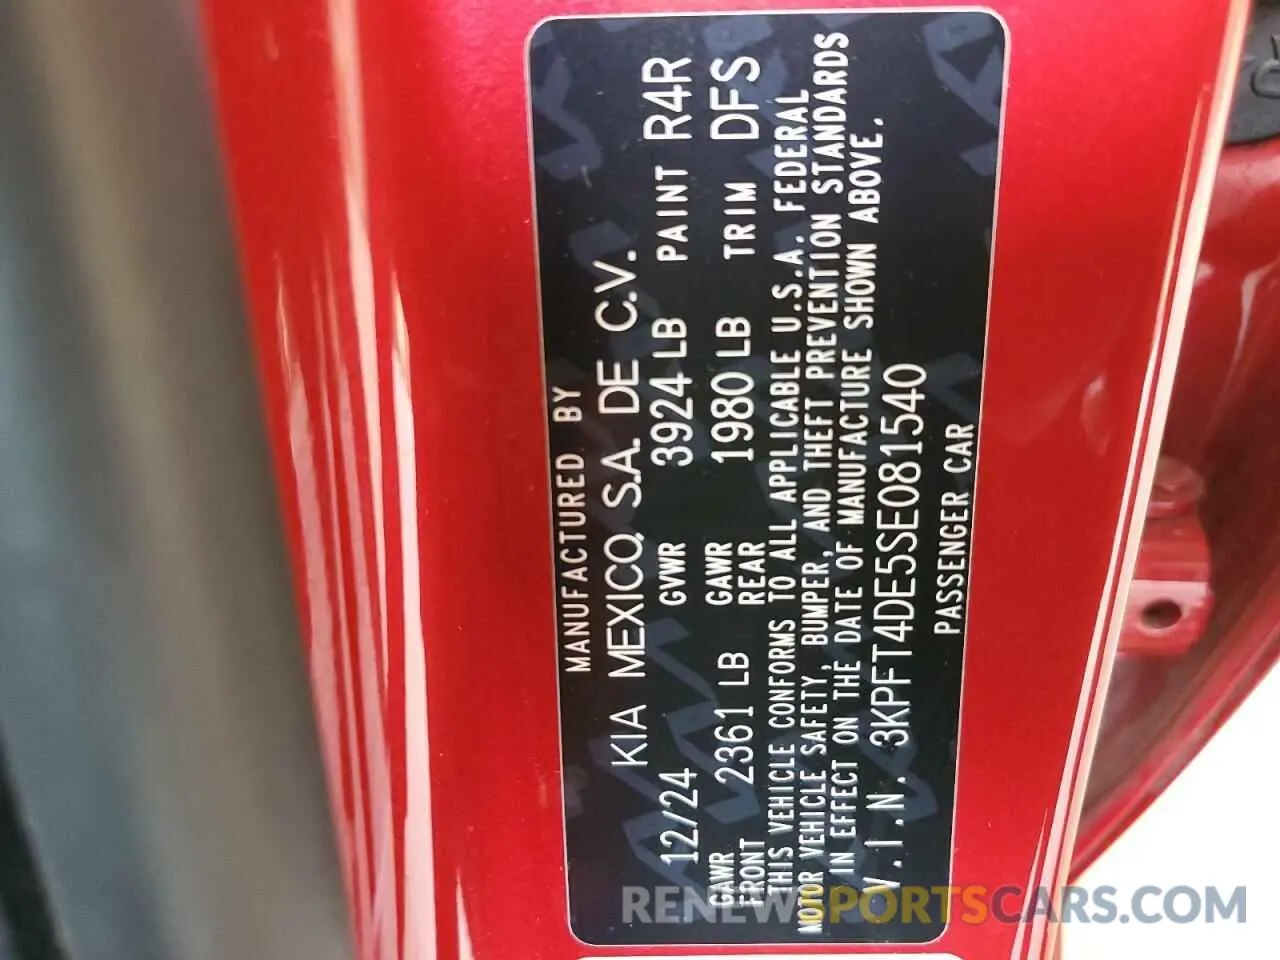 MANUFACTURED BY
KIA MEXICO, S.A. DE C.V.
12/24 GVWR 3924 LB PAINT R4R
GAWR FRONT 2361 LB GAWR REAR 1980 LB TRIM DFS
THIS VEHICLE CONFORMS TO ALL APPLICABLE U.S.A. FEDERAL
MOTOR VEHICLE SAFETY, BUMPER, AND THEFT PREVENTION STANDARDS
IN EFFECT ON THE DATE OF MANUFACTURE SHOWN ABOVE.
V.I.N. 3KPFT4DE5SE081540
PASSENGER CAR
RENEWSPORTSCARS.COM